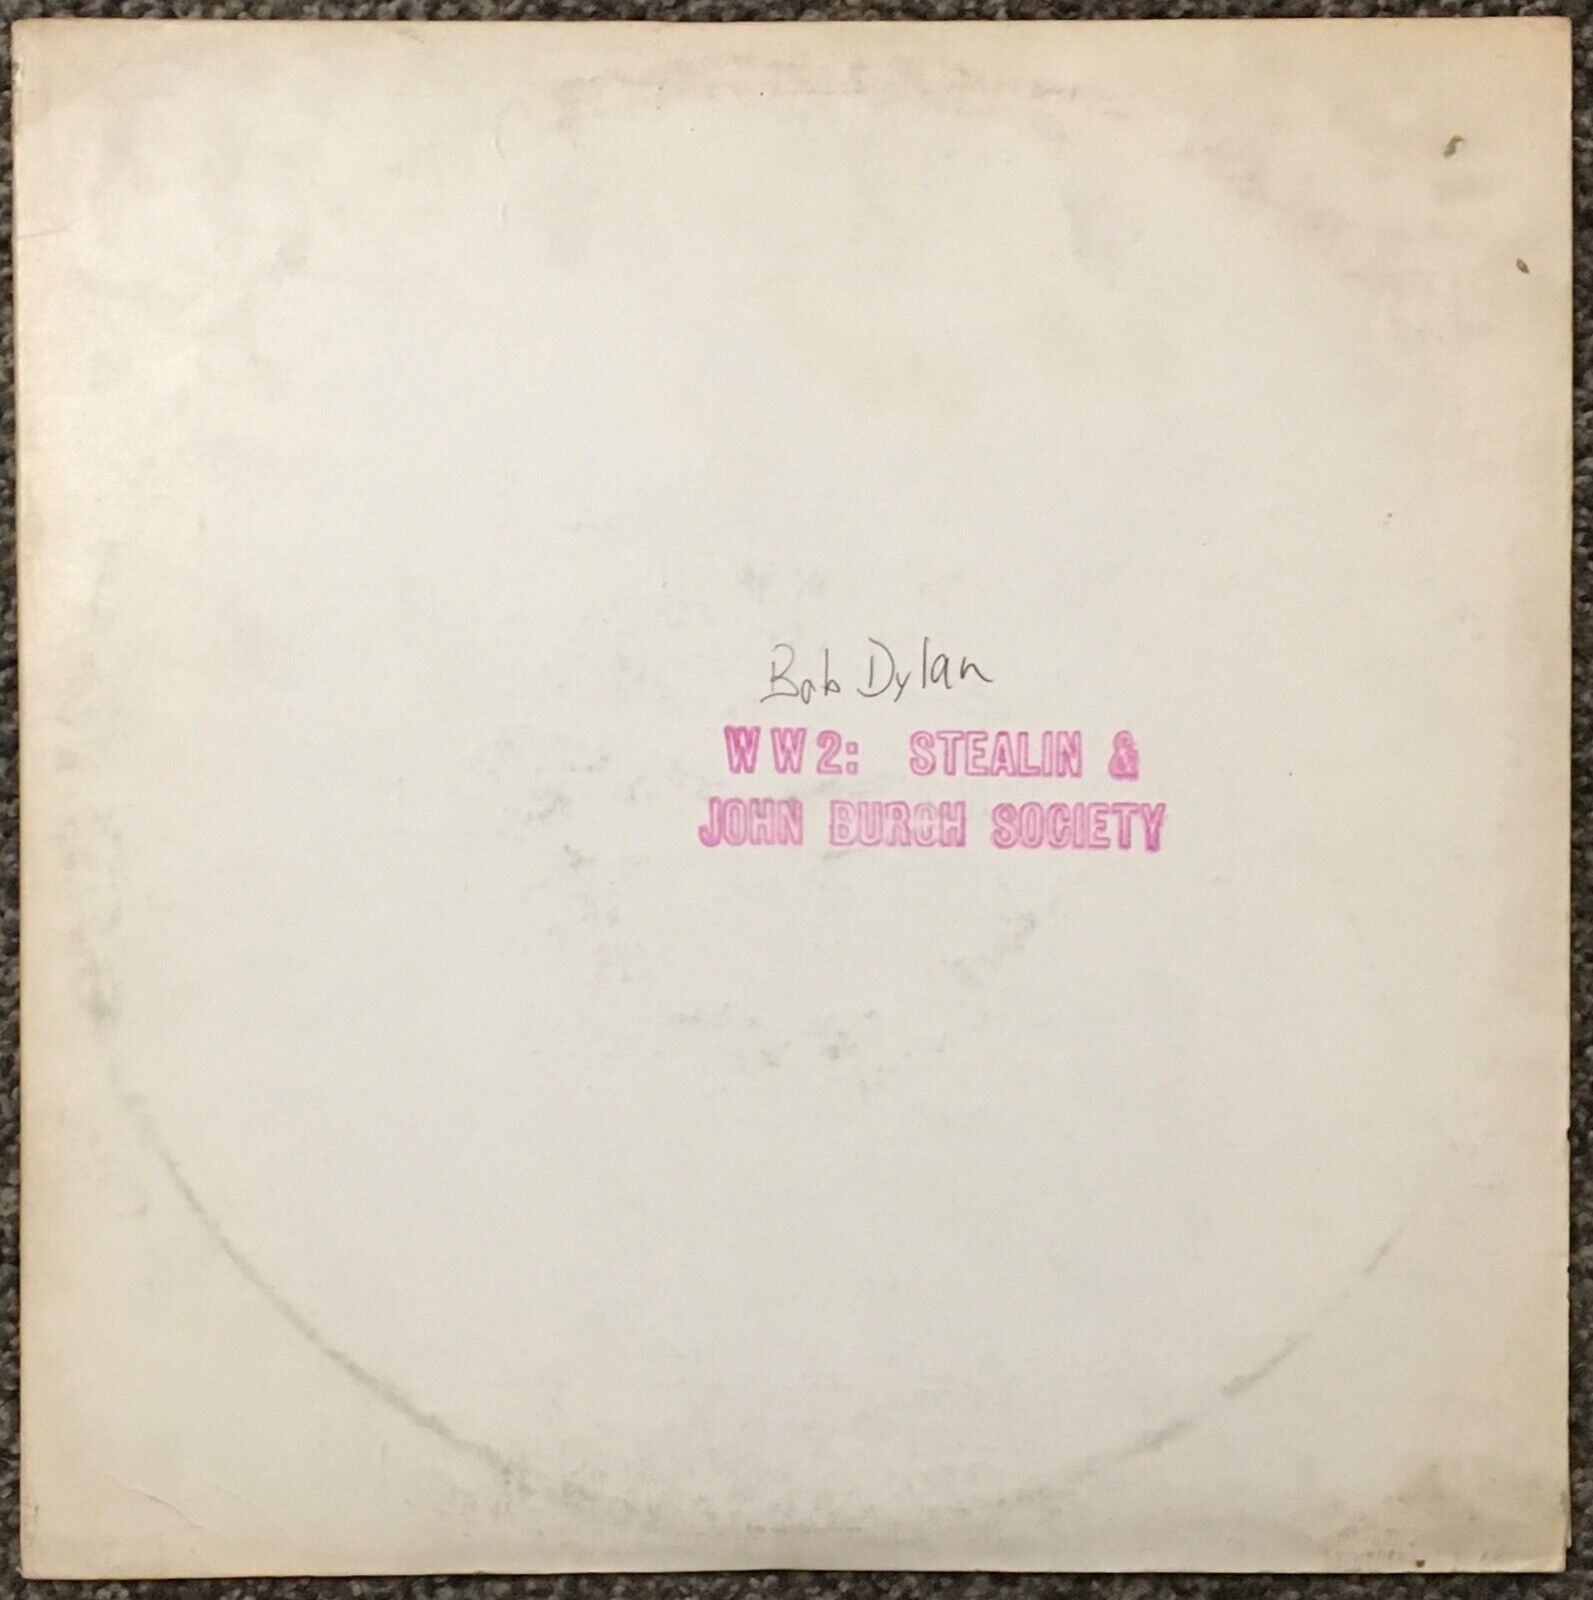 Bob Dylan
WW2: STEALIN &
JOHN BURCH SOCIETY